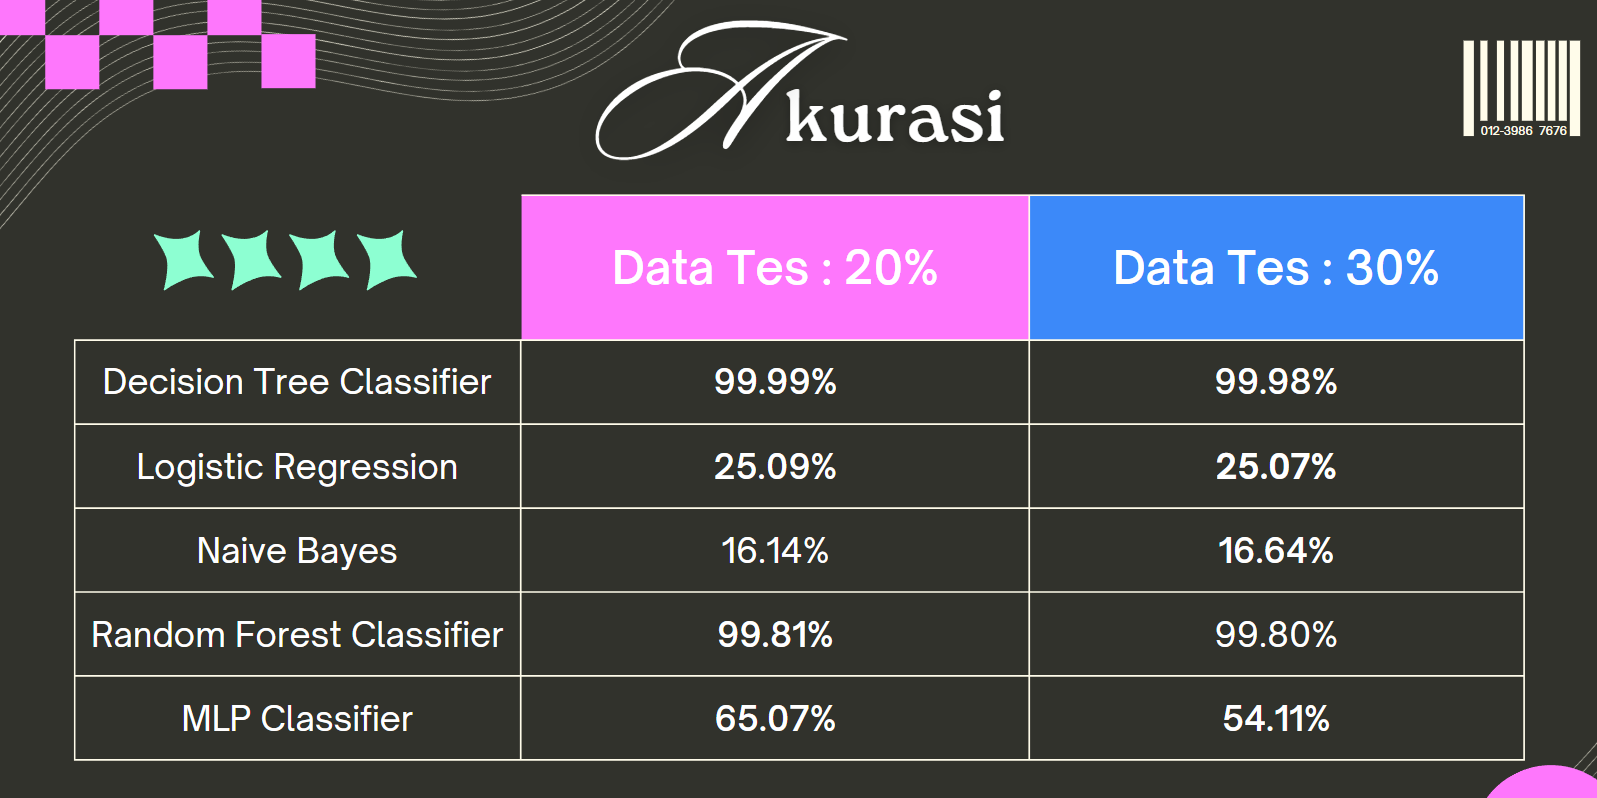 Akurasi
012-3986 7676
Data Tes : 20% Data Tes : 30%
Decision Tree Classifier 99.99% 99.98%
Logistic Regression 25.09% 25.07%
Naive Bayes 16.14% 16.64%
Random Forest Classifier 99.81% 99.80%
MLP Classifier 65.07% 54.11%